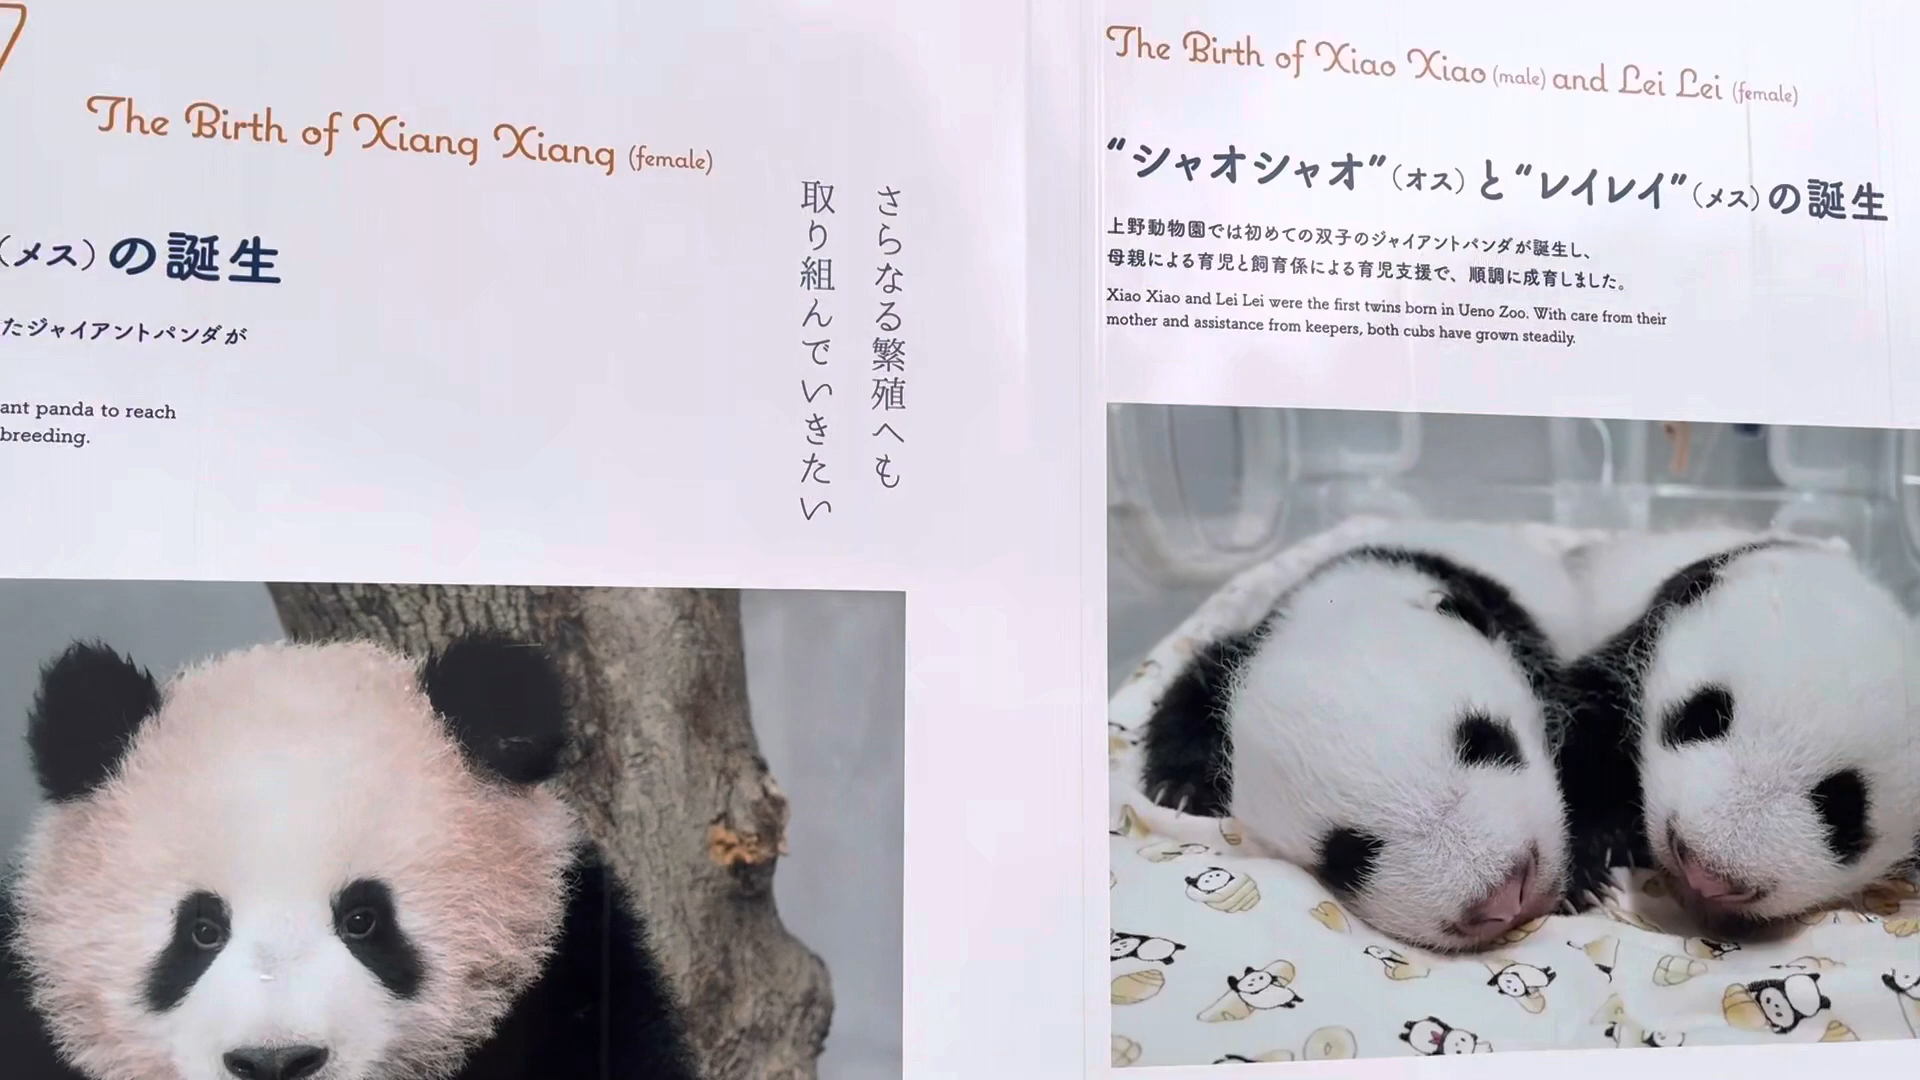 The Birth of Xiang Xiang (female)
(メス)の誕生
たジャイアントパンダが
ant panda to reach
breeding.
さらなる繁殖へも
取り組んでいきたい
The Birth of Xiao Xiao (male) and Lei Lei (female)
“シャオシャオ”(オス)と“レイレイ”(メス)の誕生
上野動物園では初めての双子のジャイアントパンダが誕生し、
母親による育児と飼育係による育児支援で、順調に成育しました。
Xiao Xiao and Lei Lei were the first twins born in Ueno Zoo. With care from their
mother and assistance from keepers, both cubs have grown steadily.